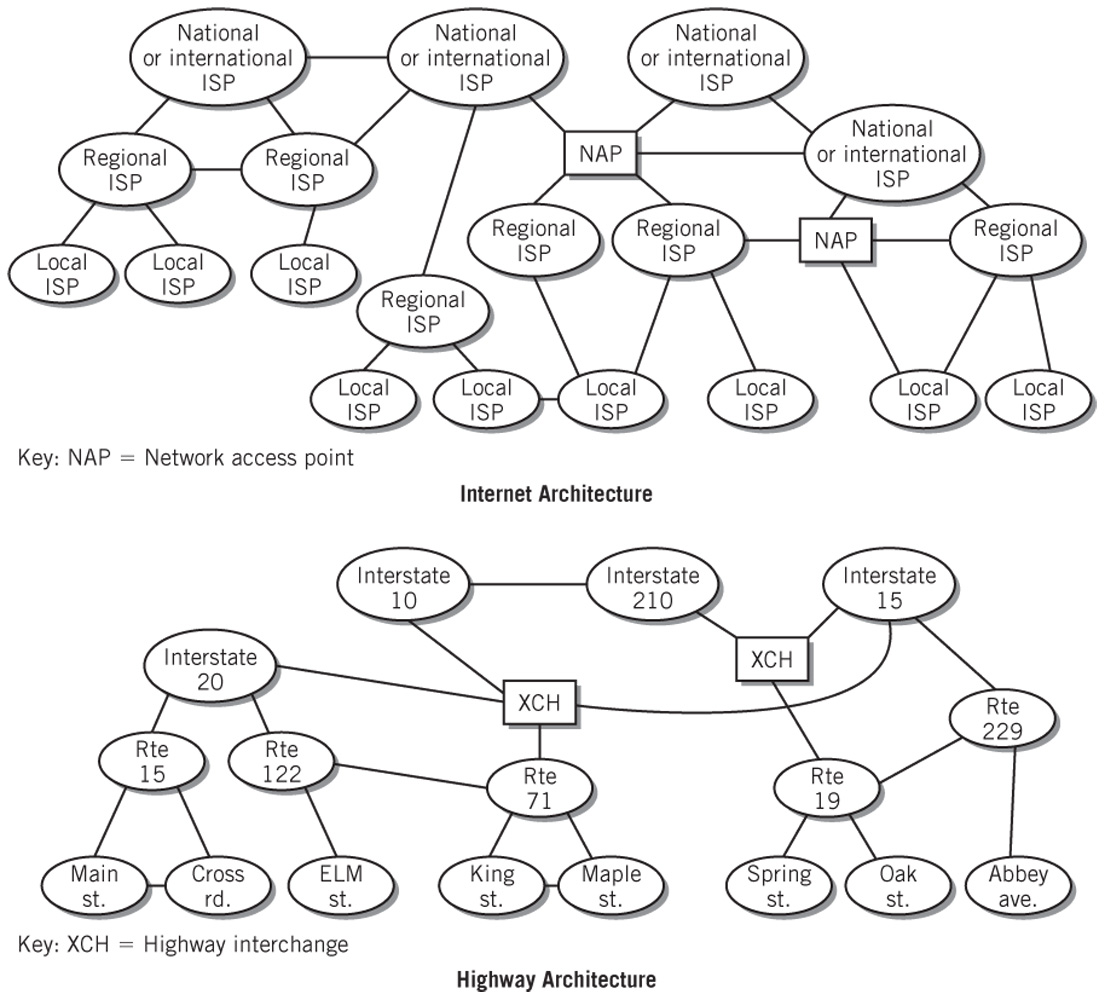 National
or international
ISP
National
or international
ISP
National
or international
ISP
National
or international
ISP
NAP
Regional
ISP
Regional
ISP
Regional
ISP
Regional
ISP
NAP
Regional
ISP
Local
ISP
Local
ISP
Local
ISP
Regional
ISP
Local
ISP
Local
ISP
Local
ISP
Local
ISP
Local
ISP
Local
ISP
Key: NAP = Network access point
Internet Architecture
Interstate
10
Interstate
210
Interstate
15
Interstate
20
XCH
XCH
Rte
229
Rte
15
Rte
122
Rte
71
Rte
19
Main
st.
Cross
rd.
ELM
st.
King
st.
Maple
st.
Spring
st.
Oak
st.
Abbey
ave.
Key: XCH = Highway interchange
Highway Architecture